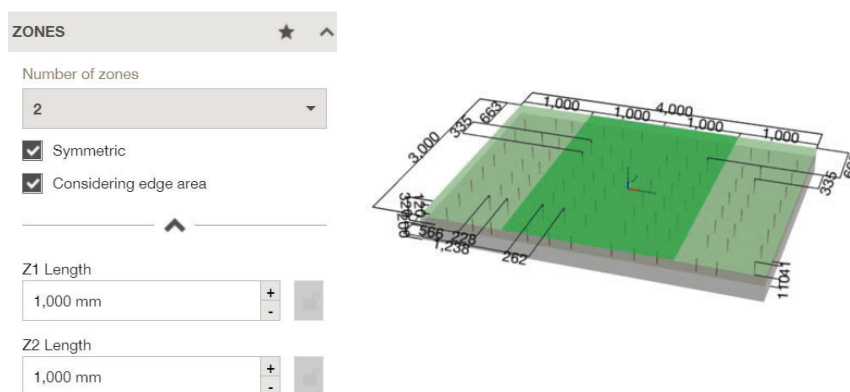 ZONES
Number of zones
2
Symmetric
Considering edge area
Z1 Length
1,000 mm
+
-
Z2 Length
1,000 mm
+
-
4,000
1,000
1,000
1,000
1,000
663
335
3,000
335
566
228
1,238
262